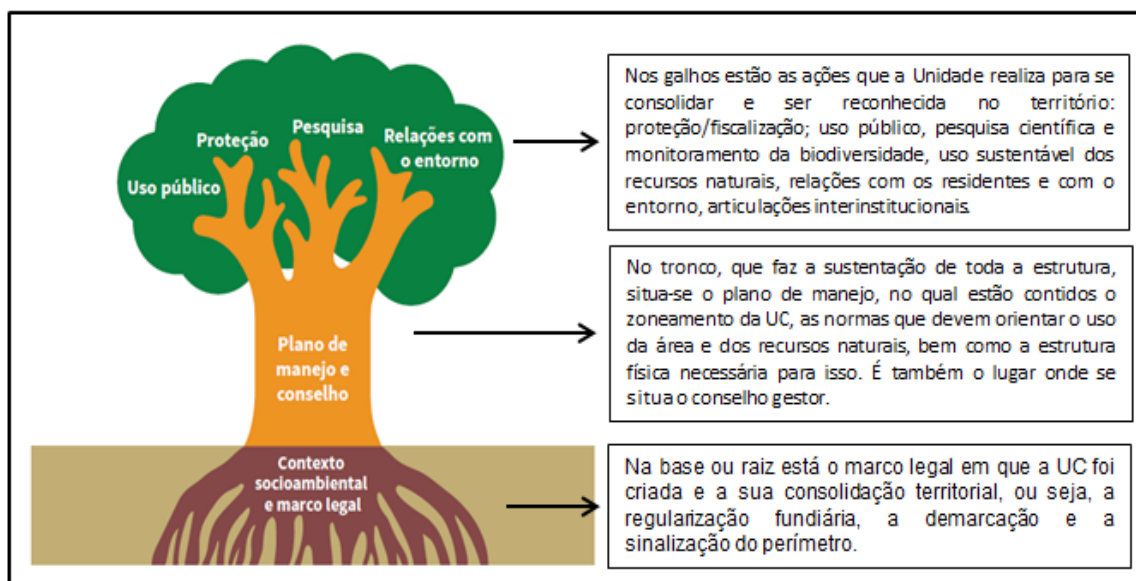 Proteção
Pesquisa
Relações com
o entorno
Uso público
Plano de
manejo e
conselho
Contexto
socioambiental
e marco legal
Nos galhos estão as ações que a Unidade realiza para se
consolidar e ser reconhecida no território:
proteção/fiscalização; uso público, pesquisa científica e
monitoramento da biodiversidade, uso sustentável dos
recursos naturais, relações com os residentes e com o
entorno, articulações interinstitucionais.
No tronco, que faz a sustentação de toda a estrutura,
situa-se o plano de manejo, no qual estão contidos o
zoneamento da UC, as normas que devem orientar o uso
da área e dos recursos naturais, bem como a estrutura
física necessária para isso. É também o lugar onde se
situa o conselho gestor.
Na base ou raiz está o marco legal em que a UC foi
criada e a sua consolidação territorial, ou seja, a
regularização fundiária, a demarcação e a
sinalização do perímetro.